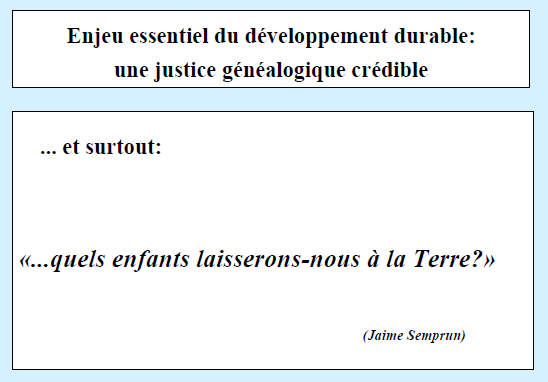 Enjeu essentiel du développement durable:
une justice généalogique crédible
... et surtout:
«...quels enfants laisserons-nous à la Terre?»
(Jaime Semprun)